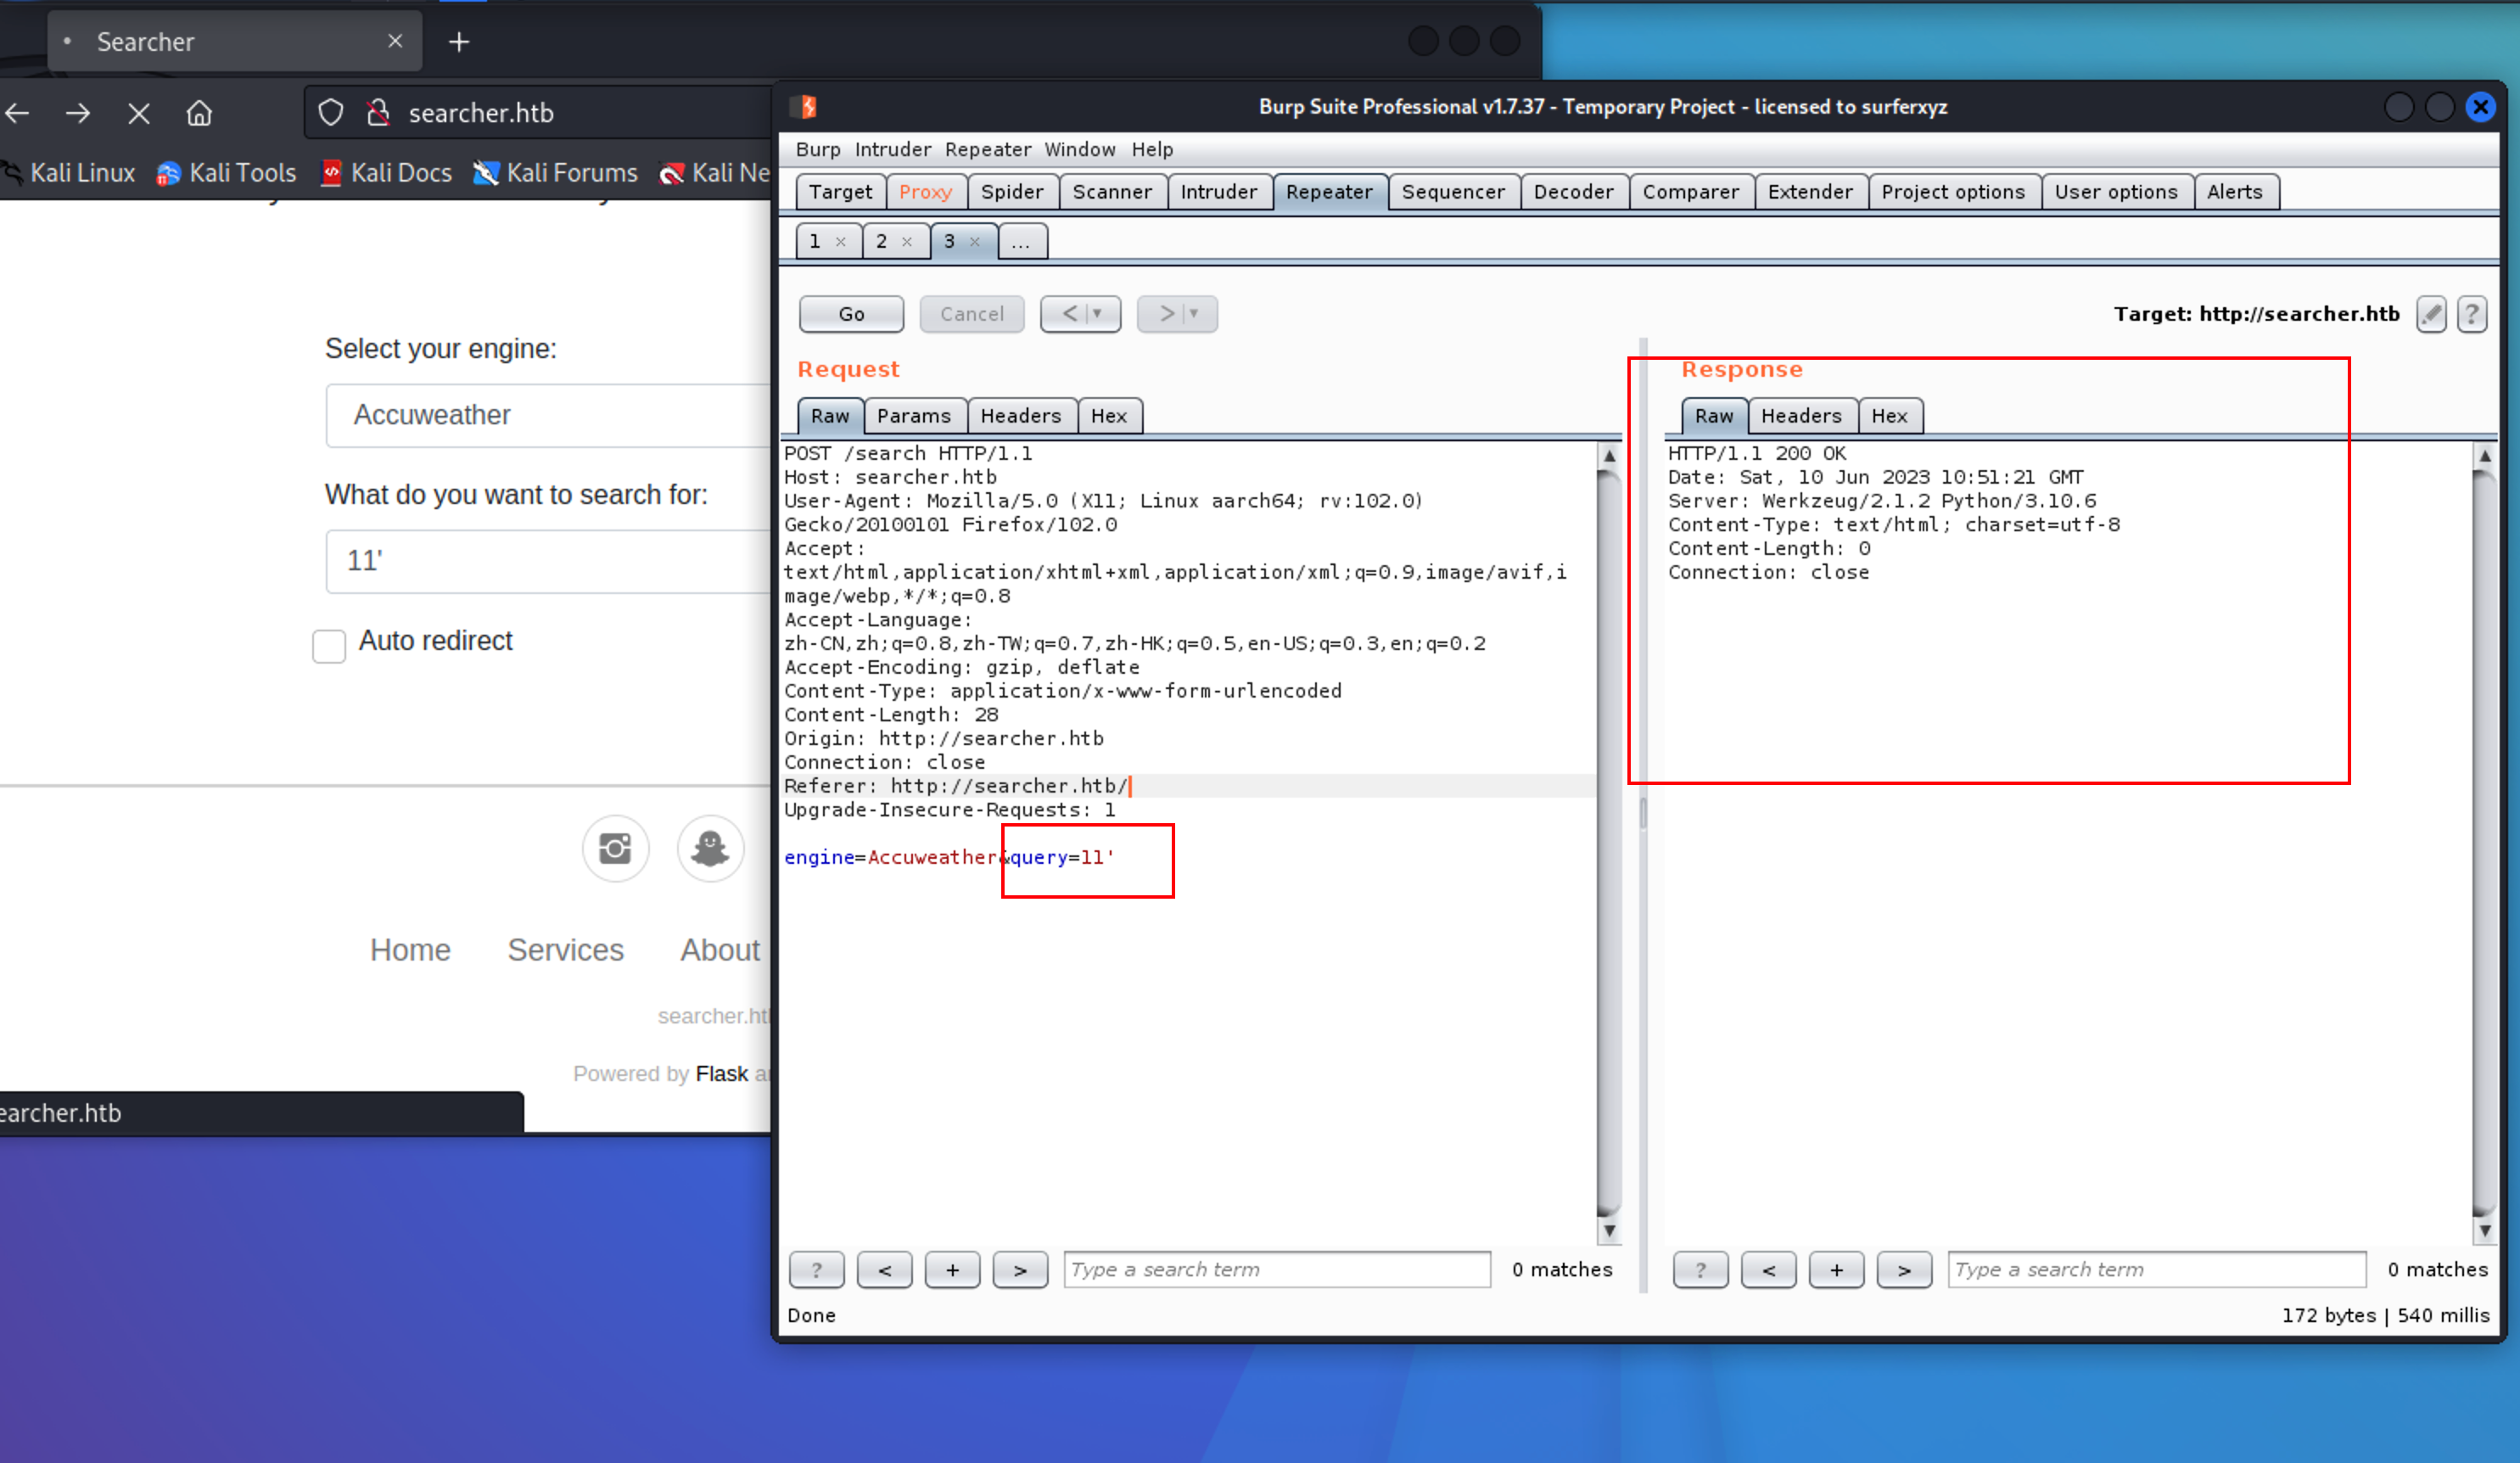 Searcher
searcher.htb
Kali Linux Kali Tools Kali Docs Kali Forums Kali Ne
Select your engine:
Accuweather
What do you want to search for:
11'
Auto redirect
Home Services About
searcher.ht
Powered by Flask a
earcher.htb
Burp Suite Professional v1.7.37 - Temporary Project - licensed to surferxyz
Burp Intruder Repeater Window Help
Target Proxy Spider Scanner Intruder Repeater Sequencer Decoder Comparer Extender Project options User options Alerts
1 × 2 × 3 × ...
Go Cancel < > Target: http://searcher.htb ?
Request
Raw Params Headers Hex
POST /search HTTP/1.1
Host: searcher.htb
User-Agent: Mozilla/5.0 (X11; Linux aarch64; rv:102.0)
Gecko/20100101 Firefox/102.0
Accept:
text/html,application/xhtml+xml,application/xml;q=0.9,image/avif,i
mage/webp,*/*;q=0.8
Accept-Language:
zh-CN,zh;q=0.8,zh-TW;q=0.7,zh-HK;q=0.5,en-US;q=0.3,en;q=0.2
Accept-Encoding: gzip, deflate
Content-Type: application/x-www-form-urlencoded
Content-Length: 28
Origin: http://searcher.htb
Connection: close
Referer: http://searcher.htb/
Upgrade-Insecure-Requests: 1
engine=Accuweather&query=11'
? < + > Type a search term 0 matches
Response
Raw Headers Hex
HTTP/1.1 200 OK
Date: Sat, 10 Jun 2023 10:51:21 GMT
Server: Werkzeug/2.1.2 Python/3.10.6
Content-Type: text/html; charset=utf-8
Content-Length: 0
Connection: close
? < + > Type a search term 0 matches
Done
172 bytes | 540 millis